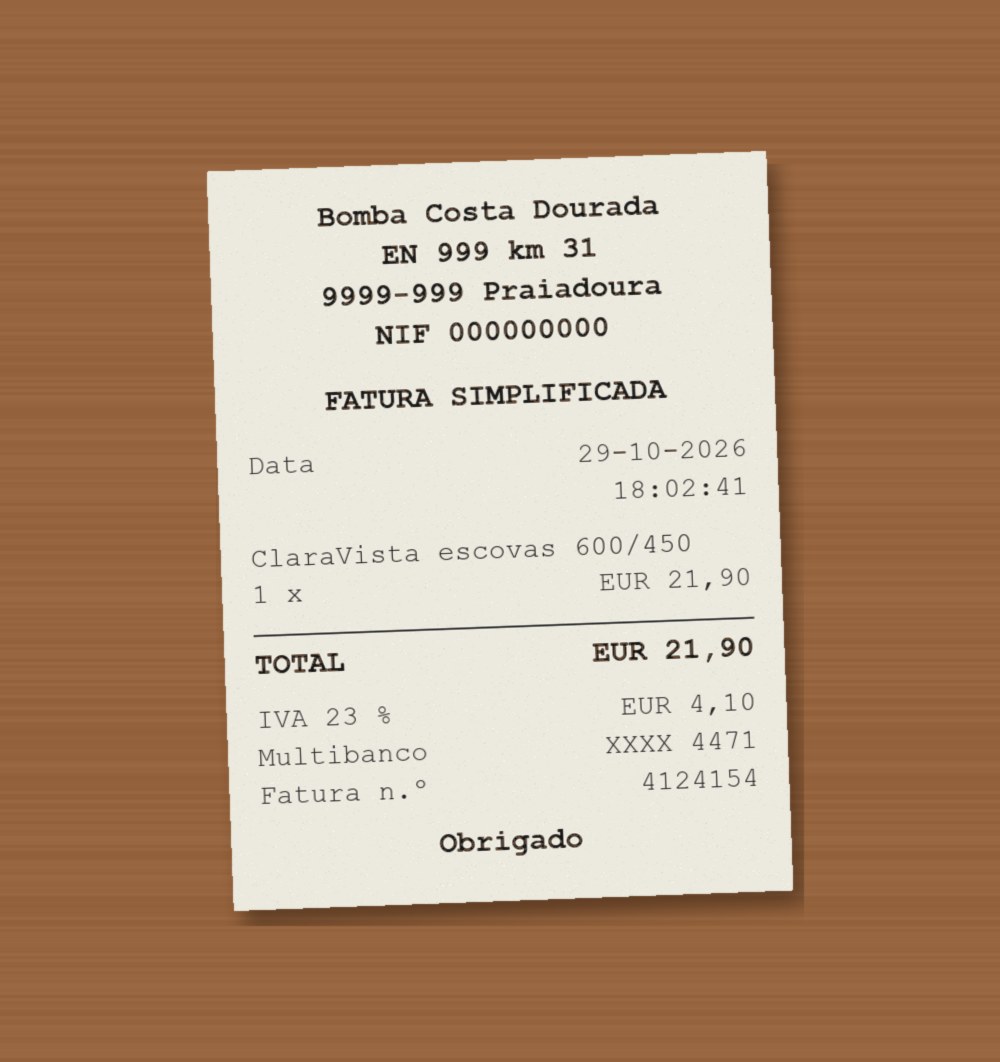 Bomba Costa Dourada
EN 999 km 31
9999-999 Praiadoura
NIF 000000000
FATURA SIMPLIFICADA
Data 29-10-2026
18:02:41
ClaraVista escovas 600/450
1 x EUR 21,90
TOTAL EUR 21,90
IVA 23 % EUR 4,10
Multibanco XXXX 4471
Fatura n.º 4124154
Obrigado